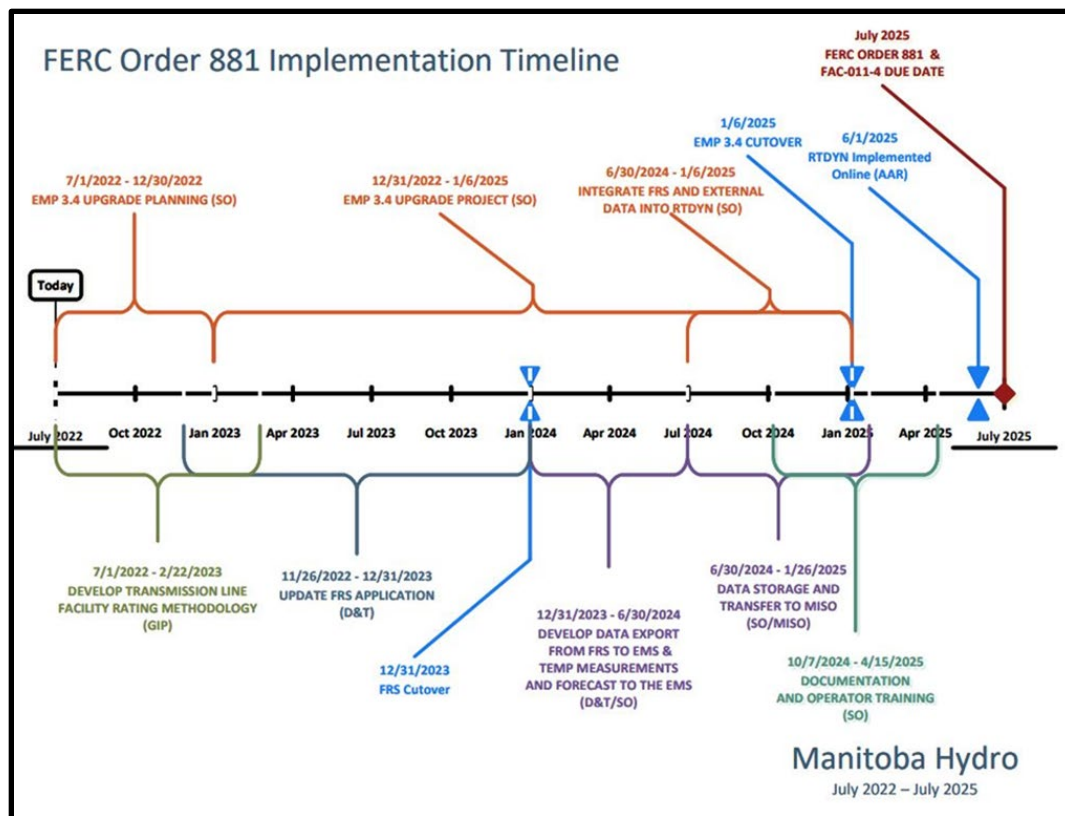 FERC Order 881 Implementation Timeline
July 2025
FERC ORDER 881 &
FAC-011-4 DUE DATE
1/6/2025
EMP 3.4 CUTOVER
6/1/2025
RTDYN Implemented
Online (AAR)
7/1/2022 - 12/30/2022
EMP 3.4 UPGRADE PLANNING (SO)
12/31/2022 - 1/6/2025
EMP 3.4 UPGRADE PROJECT (SO)
6/30/2024 - 1/6/2025
INTEGRATE FRS AND EXTERNAL
DATA INTO RTDYN (SO)
Today
July 2022
Oct 2022
Jan 2023
Apr 2023
Jul 2023
Oct 2023
Jan 2024
Apr 2024
Jul 2024
Oct 2024
Jan 2025
Apr 2025
July 2025
7/1/2022 - 2/22/2023
DEVELOP TRANSMISSION LINE
FACILITY RATING METHODOLOGY
(GIP)
11/26/2022 - 12/31/2023
UPDATE FRS APPLICATION
(D&T)
12/31/2023
FRS Cutover
12/31/2023 - 6/30/2024
DEVELOP DATA EXPORT
FROM FRS TO EMS &
TEMP MEASUREMENTS
AND FORECAST TO THE EMS
(D&T/SO)
6/30/2024 - 1/26/2025
DATA STORAGE AND
TRANSFER TO MISO
(SO/MISO)
10/7/2024 - 4/15/2025
DOCUMENTATION
AND OPERATOR TRAINING
(SO)
Manitoba Hydro
July 2022 – July 2025